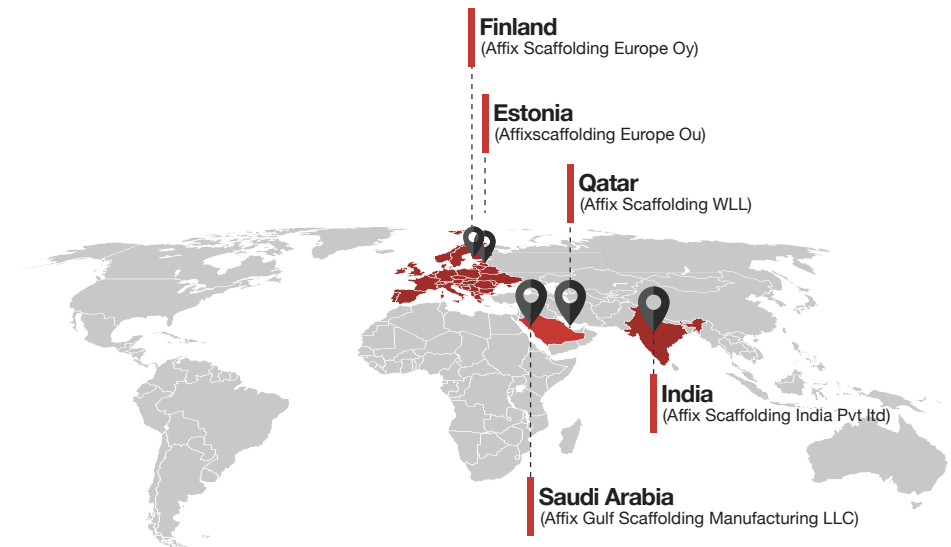 Finland
(Affix Scaffolding Europe Oy)
Estonia
(Affixscaffolding Europe Ou)
Qatar
(Affix Scaffolding WLL)
India
(Affix Scaffolding India Pvt ltd)
Saudi Arabia
(Affix Gulf Scaffolding Manufacturing LLC)